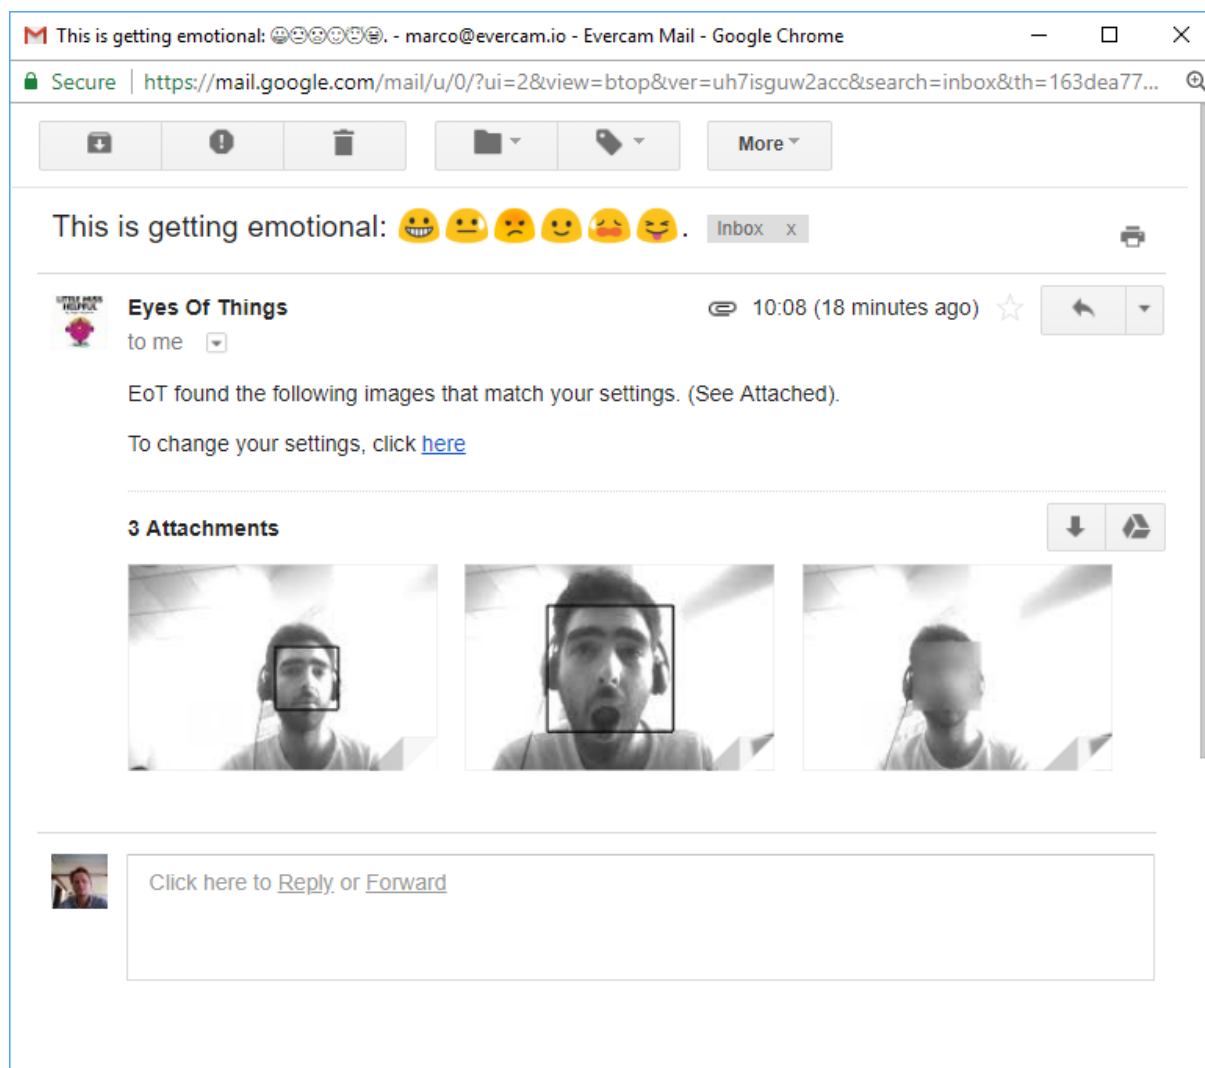 This is getting emotional: 😀😐😟🙂😩😝. - marco@evercam.io - Evercam Mail - Google Chrome
Secure | https://mail.google.com/mail/u/0/?ui=2&view=btop&ver=uh7isguw2acc&search=inbox&th=163dea77...
More
This is getting emotional: 😀😐😟🙂😩😝. Inbox x
LITTLE MISS
HELPFUL
Eyes Of Things 10:08 (18 minutes ago)
to me
EoT found the following images that match your settings. (See Attached).
To change your settings, click here
3 Attachments
Click here to Reply or Forward